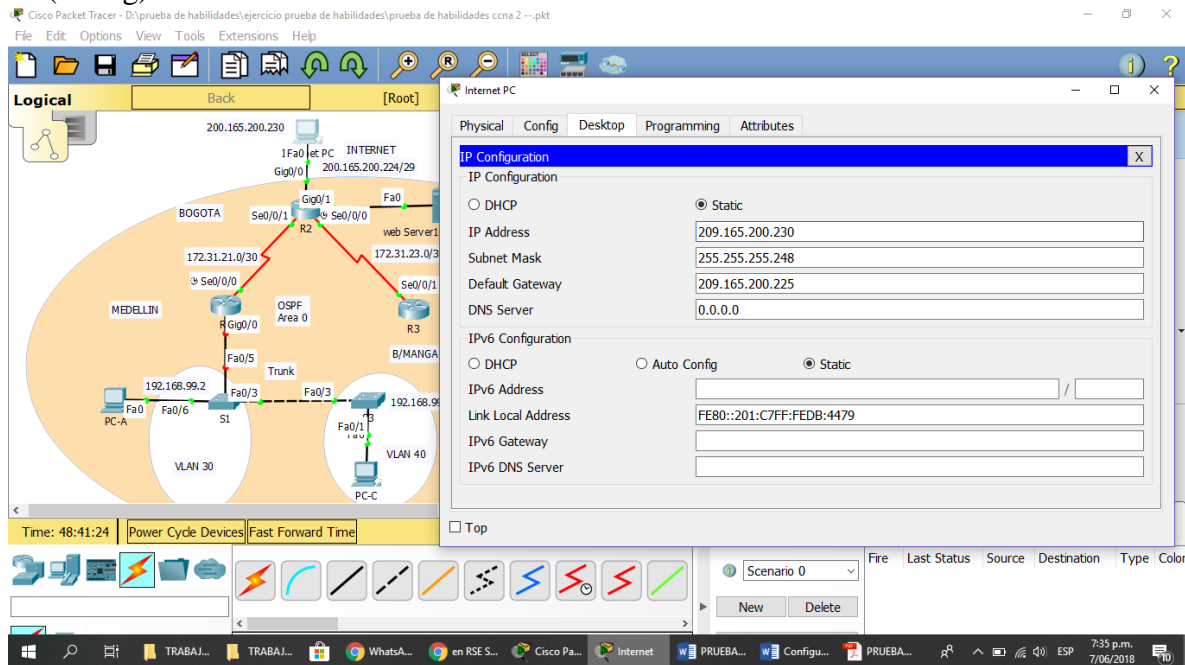 Cisco Packet Tracer - D:\prueba de habilidades\ejercicio prueba de habilidades\prueba de habilidades ccna 2 --.pkt
File Edit Options View Tools Extensions Help
Logical
Back
[Root]
200.165.200.230
INTERNET
200.165.200.224/29
Gig0/0
Gig0/1
Fa0
BOGOTA
Se0/0/1
Se0/0/0
R2
web Server1
172.31.21.0/30
172.31.23.0/3
Se0/0/0
Se0/0/1
MEDELLIN
OSPF
Area 0
Gig0/0
R3
B/MANGA
Fa0/5
Trunk
192.168.99.2
Fa0/3
Fa0/3
Fa0
Fa0/6
PC-A
S1
Fa0/1
VLAN 30
VLAN 40
PC-C
Time: 48:41:24
Power Cycle Devices
Fast Forward Time
Internet PC
Physical Config Desktop Programming Attributes
IP Configuration
X
IP Configuration
DHCP
Static
IP Address
209.165.200.230
Subnet Mask
255.255.255.248
Default Gateway
209.165.200.225
DNS Server
0.0.0.0
IPv6 Configuration
DHCP
Auto Config
Static
IPv6 Address
/
Link Local Address
FE80::201:C7FF:FEDB:4479
IPv6 Gateway
IPv6 DNS Server
Top
Scenario 0
New
Delete
Fire Last Status Source Destination Type Color
TRABAJ...
TRABAJ...
WhatsA...
en RSE S...
Cisco Pa...
Internet
PRUEBA...
Configu...
PRUEBA...
ESP
7:35 p.m.
7/06/2018